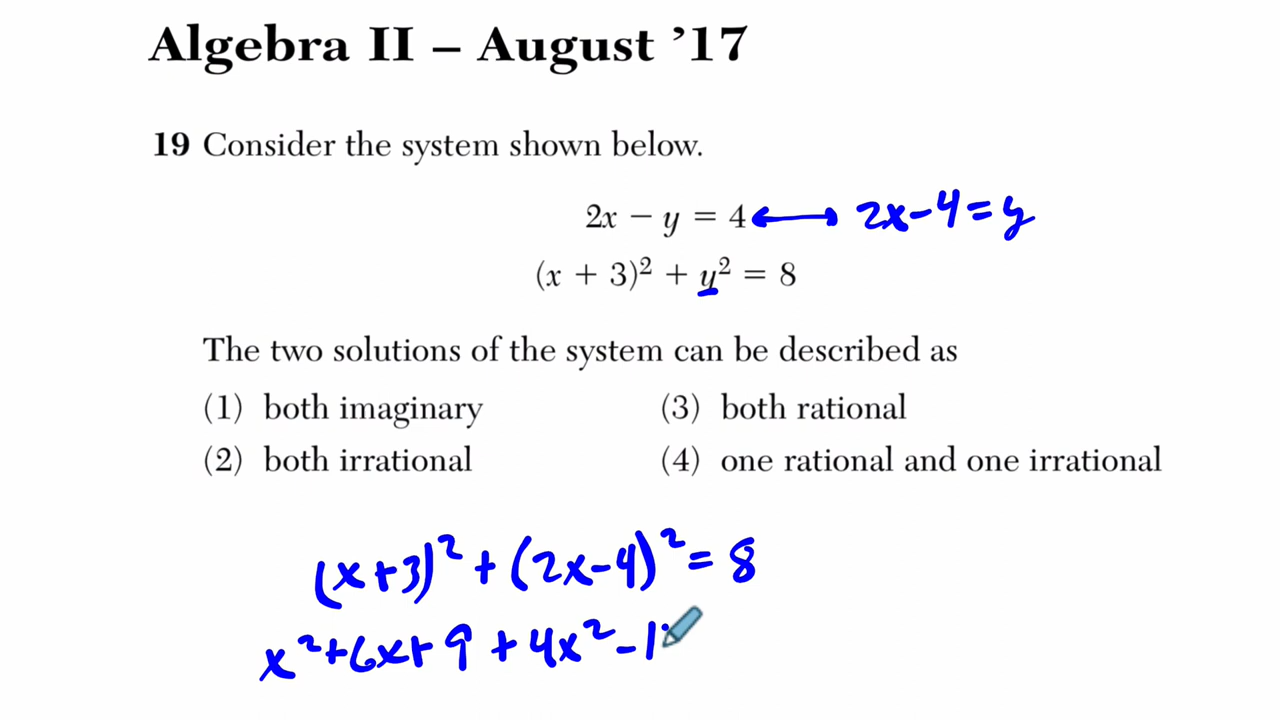 Algebra II – August ’17
19 Consider the system shown below.
2x − y = 4 ↔ 2x-4=y
(x + 3)² + y² = 8
The two solutions of the system can be described as
(1) both imaginary (3) both rational
(2) both irrational (4) one rational and one irrational
(x+3)²+(2x-4)²=8
x²+6x+9+4x²-1